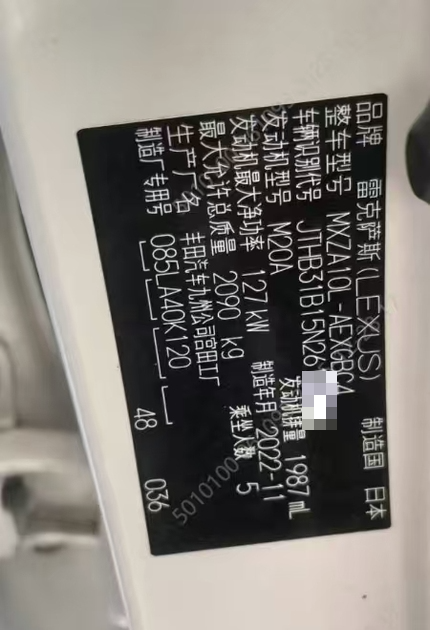 品牌 雷克萨斯(LEXUS) 制造国 日本
整车型号 MXZA10L-AEXGBC4
车辆识别代号 JTHB31B15N26
发动机型号 M20A 发动机排量 1987 mL
发动机最大净功率 127 kW 制造年月 2022-11
最大允许总质量 2090 kg 乘坐人数 5
生产厂名 丰田汽车九州公司宫田工厂
制造厂专用号 085LA40K120 48 036